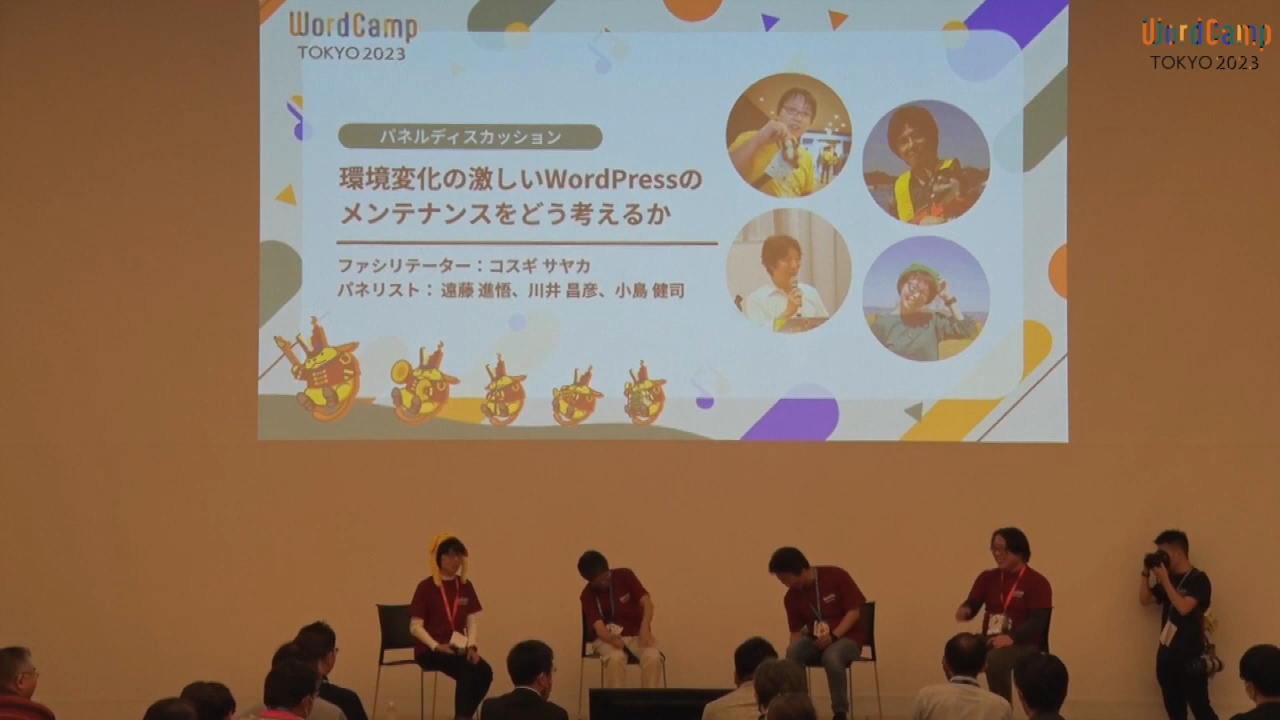 WordCamp
TOKYO 2023
パネルディスカッション
環境変化の激しいWordPressの
メンテナンスをどう考えるか
ファシリテーター：コスギ サヤカ
パネリスト： 遠藤 進悟、川井 昌彦、小島 健司
WordCamp
TOKYO 2023